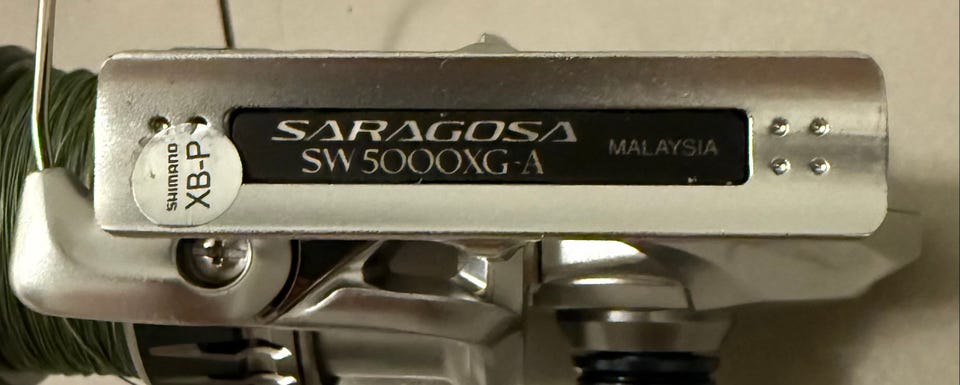 SARAGOSA
SW5000XG-A
MALAYSIA
SHIMANO
XB-P